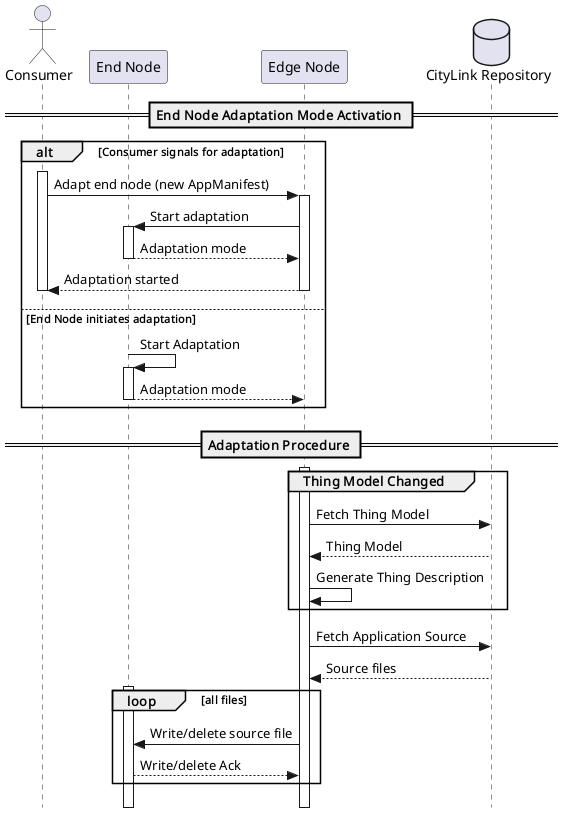 Consumer
End Node
Edge Node
CityLink Repository
End Node Adaptation Mode Activation
alt [Consumer signals for adaptation]
Adapt end node (new AppManifest)
Start adaptation
Adaptation mode
Adaptation started
[End Node initiates adaptation]
Start Adaptation
Adaptation mode
Adaptation Procedure
Thing Model Changed
Fetch Thing Model
Thing Model
Generate Thing Description
Fetch Application Source
Source files
loop [all files]
Write/delete source file
Write/delete Ack